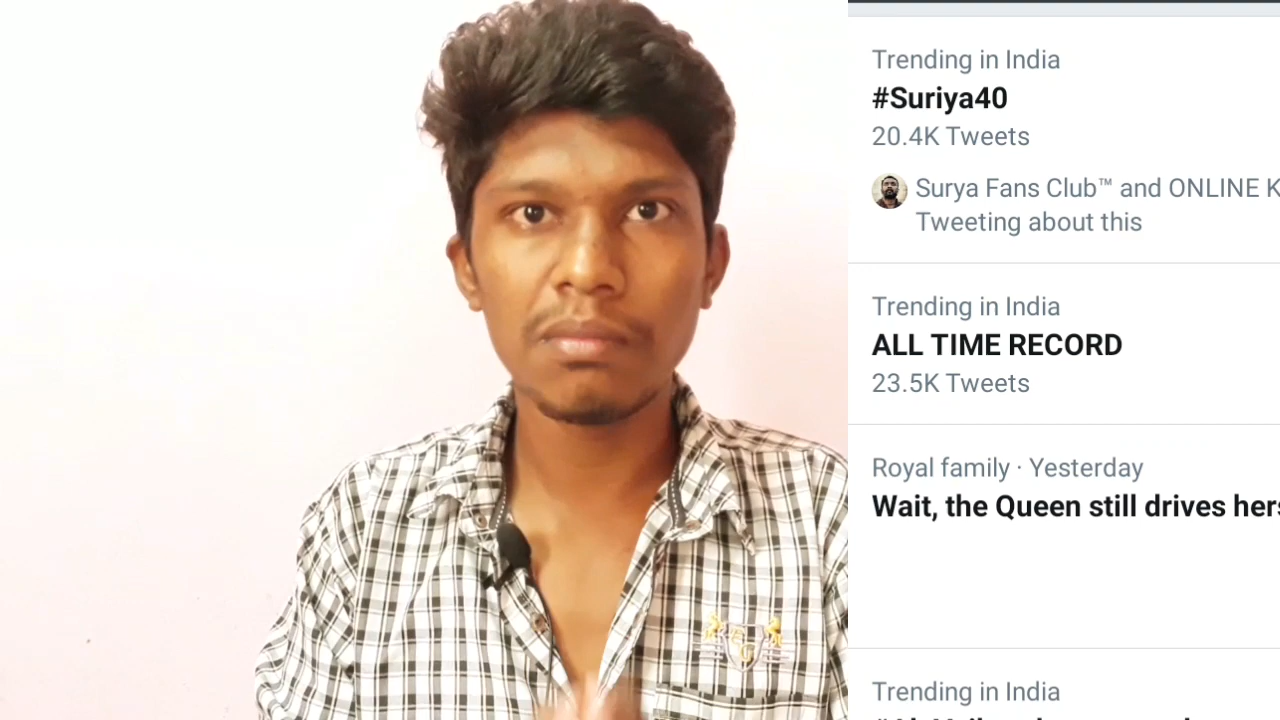 Trending in India
#Suriya40
20.4K Tweets
Surya Fans Club™ and ONLINE K
Tweeting about this
Trending in India
ALL TIME RECORD
23.5K Tweets
Royal family · Yesterday
Wait, the Queen still drives hers
Trending in India